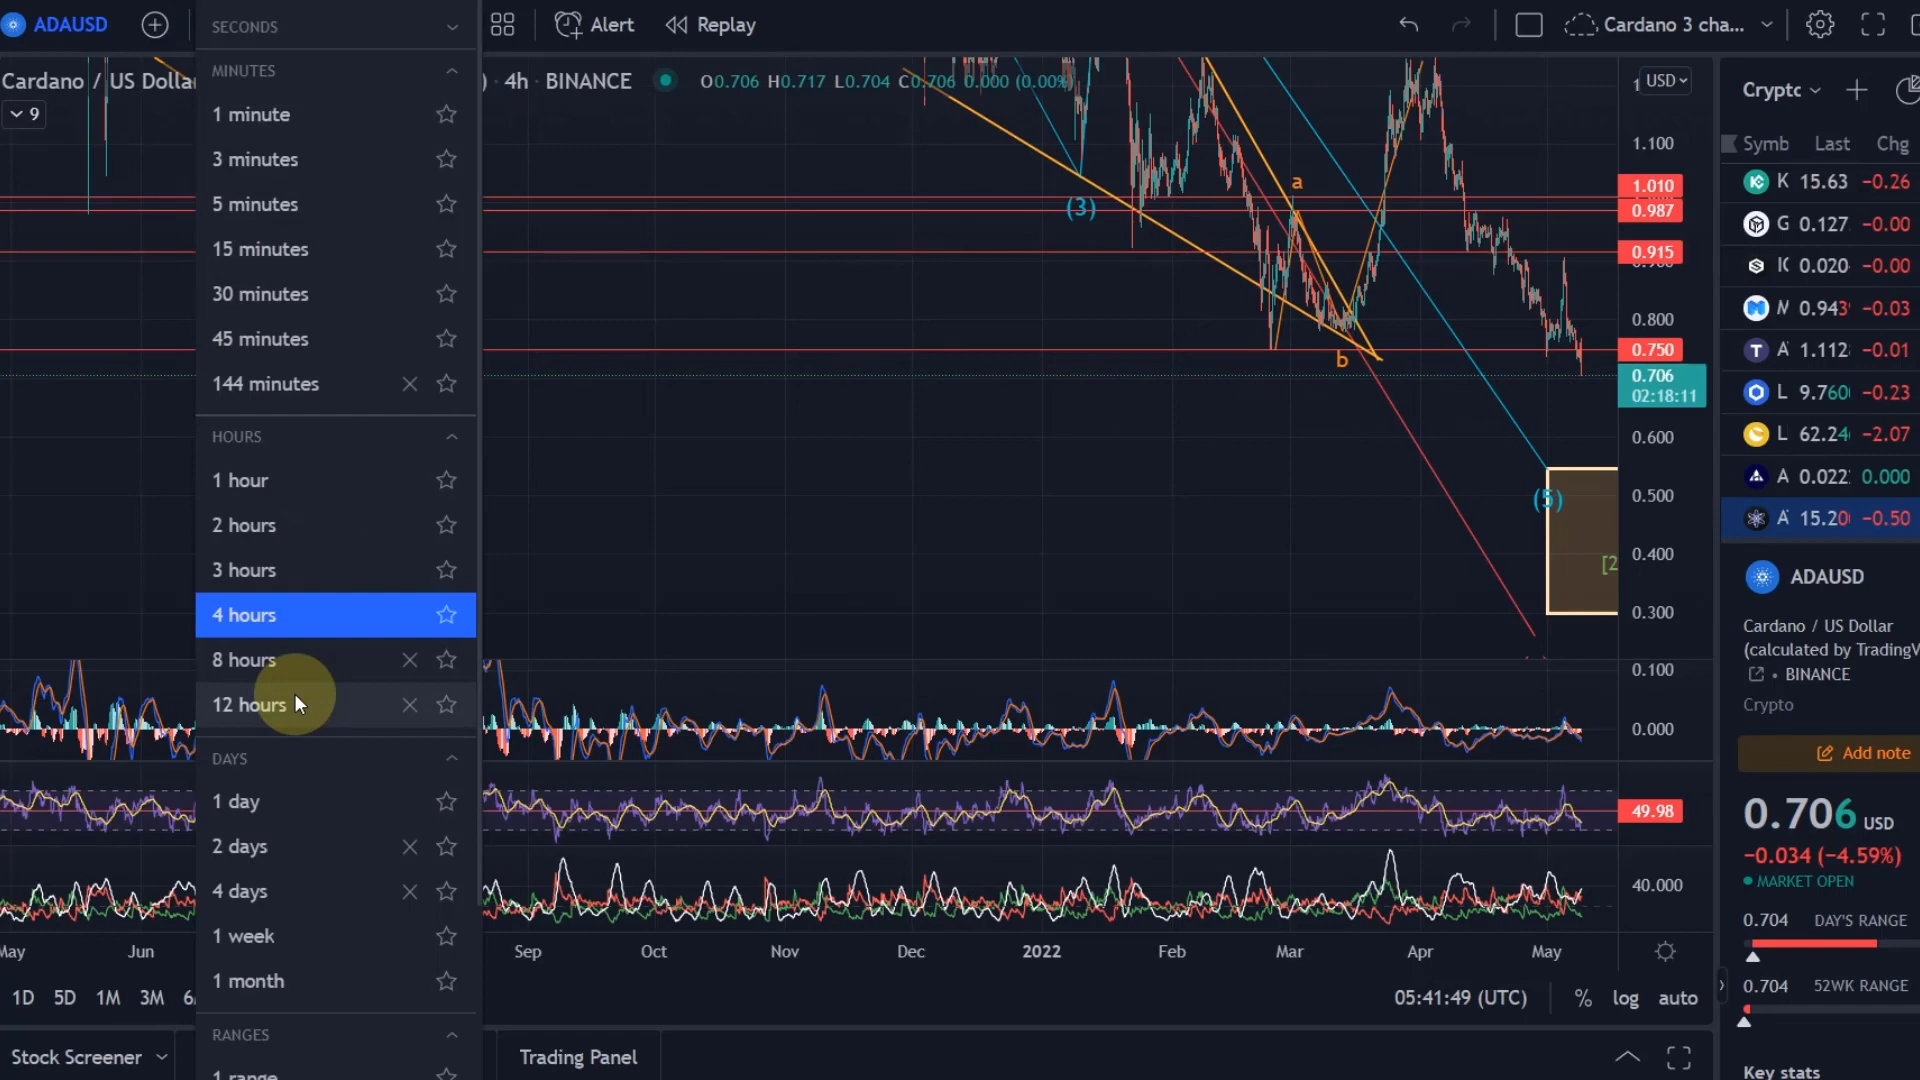 ADAUSD
Alert
Replay
Cardano 3 cha...
Cardano / US Dollar
4h · BINANCE
O0.706 H0.717 L0.704 C0.706 0.000 (0.00%)
9
SECONDS
MINUTES
1 minute
3 minutes
5 minutes
15 minutes
30 minutes
45 minutes
144 minutes
HOURS
1 hour
2 hours
3 hours
4 hours
8 hours
12 hours
DAYS
1 day
2 days
4 days
1 week
1 month
RANGES
1 range
(3)
a
b
(5)
[2
USD
1.100
1.010
0.987
0.915
0.800
0.750
0.706
02:18:11
0.600
0.500
0.400
0.300
0.100
0.000
49.98
40.000
May
Jun
Sep
Oct
Nov
Dec
2022
Feb
Mar
Apr
May
1D 5D 1M 3M 6
05:41:49 (UTC)
%
log
auto
Stock Screener
Trading Panel
Crypto
Symb Last Chg
K 15.63 −0.26
G 0.127 −0.00
0.020 −0.00
0.943 −0.03
A 1.112 −0.01
L 9.760 −0.23
L 62.24 −2.07
A 0.022 0.000
A 15.20 −0.50
ADAUSD
Cardano / US Dollar
(calculated by TradingV
BINANCE
Crypto
Add note
0.706 USD
−0.034 (−4.59%)
MARKET OPEN
0.704 DAY'S RANGE
0.704 52WK RANGE
Key stats